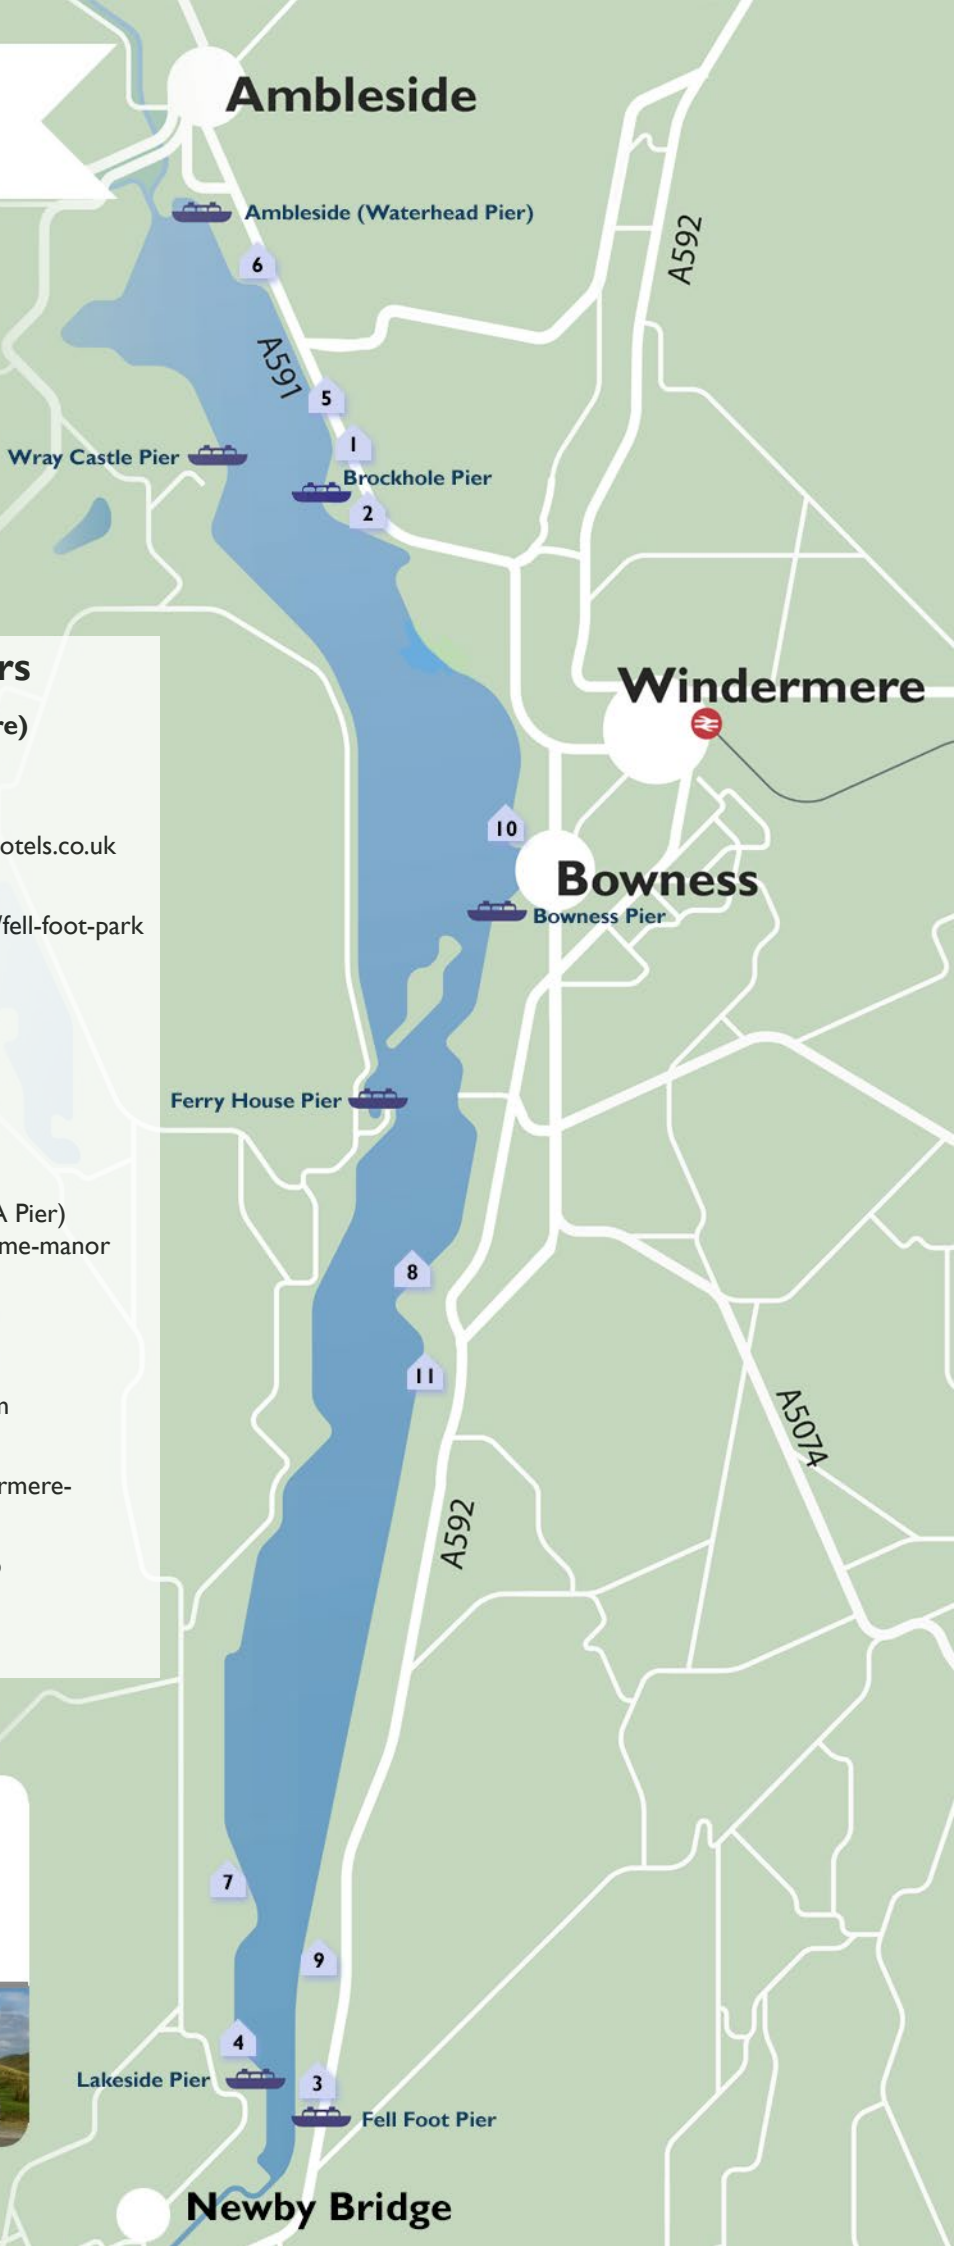 Ambleside
Ambleside (Waterhead Pier)
A592
6
A591
5
1
Wray Castle Pier
Brockhole Pier
2
rs
Windermere
re)
10
otels.co.uk
Bowness
Bowness Pier
/fell-foot-park
Ferry House Pier
A Pier)
me-manor
8
11
m
A5074
rmere-
A592
7
9
4
Lakeside Pier
3
Fell Foot Pier
Newby Bridge